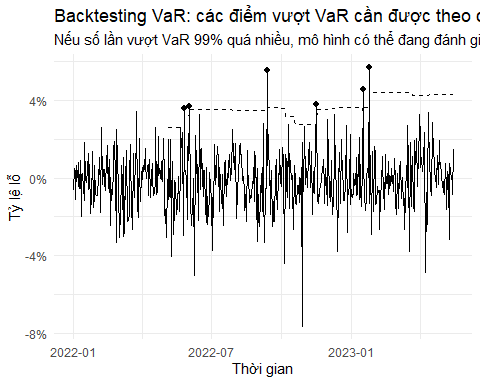 Backtesting VaR: các điểm vượt VaR cần được theo
Nếu số lần vượt VaR 99% quá nhiều, mô hình có thể đang đánh
4%
0%
-4%
-8%
Tỷ lệ lỗ
2022-01
2022-07
2023-01
Thời gian